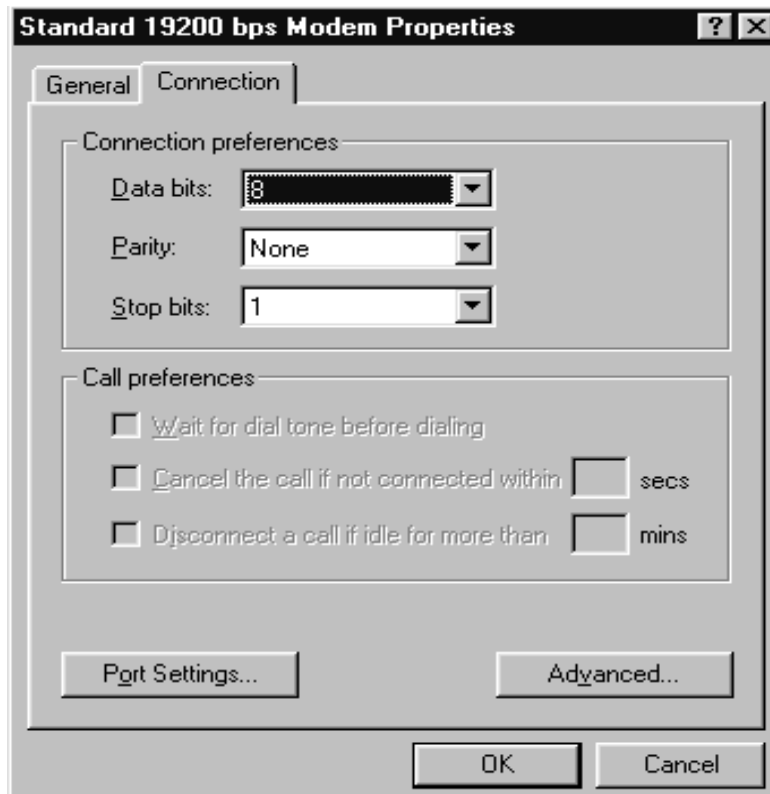 Standard 19200 bps Modem Properties
General Connection
Connection preferences
Data bits: 8
Parity: None
Stop bits: 1
Call preferences
Wait for dial tone before dialing
Cancel the call if not connected within secs
Disconnect a call if idle for more than mins
Port Settings... Advanced...
OK Cancel